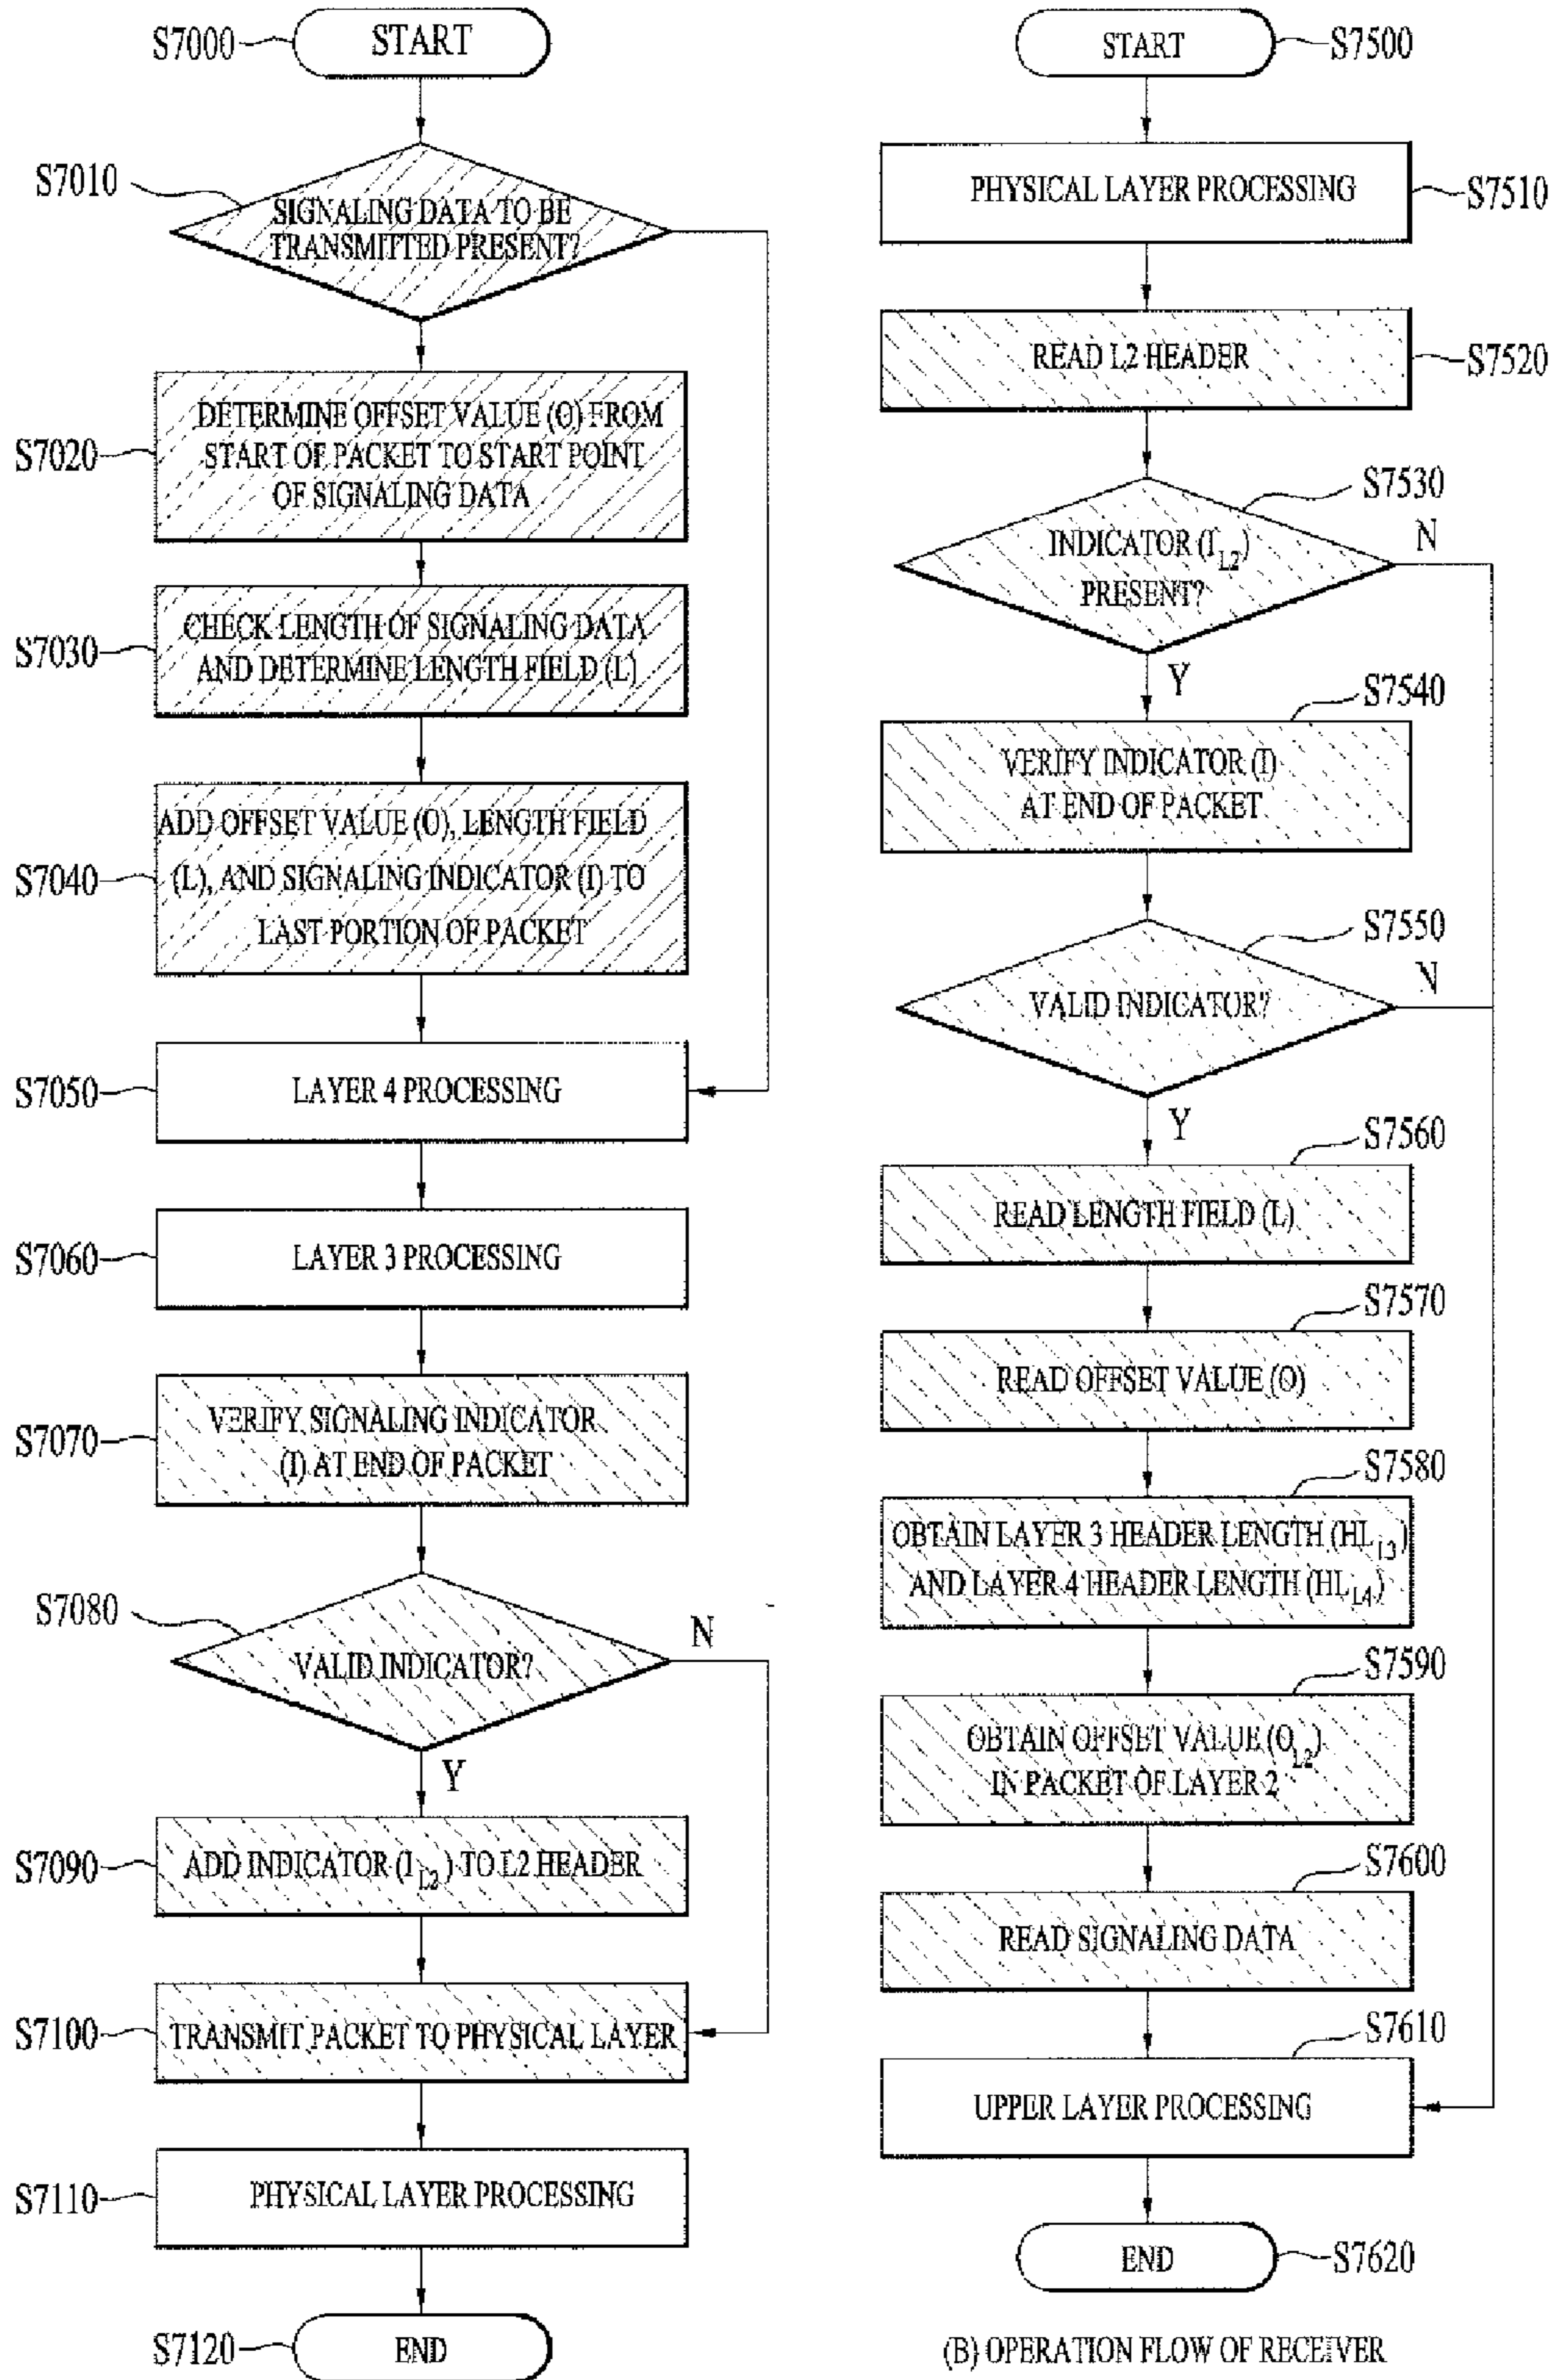 S7000
START
S7010
SIGNALING DATA TO BE
TRANSMITTED PRESENT?
S7020
DETERMINE OFFSET VALUE (O) FROM
START OF PACKET TO START POINT
OF SIGNALING DATA
S7030
CHECK LENGTH OF SIGNALING DATA
AND DETERMINE LENGTH FIELD (L)
S7040
ADD OFFSET VALUE (O), LENGTH FIELD
(L), AND SIGNALING INDICATOR (I) TO
LAST PORTION OF PACKET
S7050
LAYER 4 PROCESSING
S7060
LAYER 3 PROCESSING
S7070
VERIFY SIGNALING INDICATOR
(I) AT END OF PACKET
S7080
VALID INDICATOR?
N
Y
S7090
ADD INDICATOR (I L2) TO L2 HEADER
S7100
TRANSMIT PACKET TO PHYSICAL LAYER
S7110
PHYSICAL LAYER PROCESSING
S7120
END
START
S7500
PHYSICAL LAYER PROCESSING
S7510
READ L2 HEADER
S7520
S7530
INDICATOR (I L2)
PRESENT?
N
Y
S7540
VERIFY INDICATOR (I)
AT END OF PACKET
S7550
VALID INDICATOR?
N
Y
S7560
READ LENGTH FIELD (L)
S7570
READ OFFSET VALUE (O)
S7580
OBTAIN LAYER 3 HEADER LENGTH (HL L3)
AND LAYER 4 HEADER LENGTH (HL L4)
S7590
OBTAIN OFFSET VALUE (O L2)
IN PACKET OF LAYER 2
S7600
READ SIGNALING DATA
S7610
UPPER LAYER PROCESSING
END
S7620
(B) OPERATION FLOW OF RECEIVER